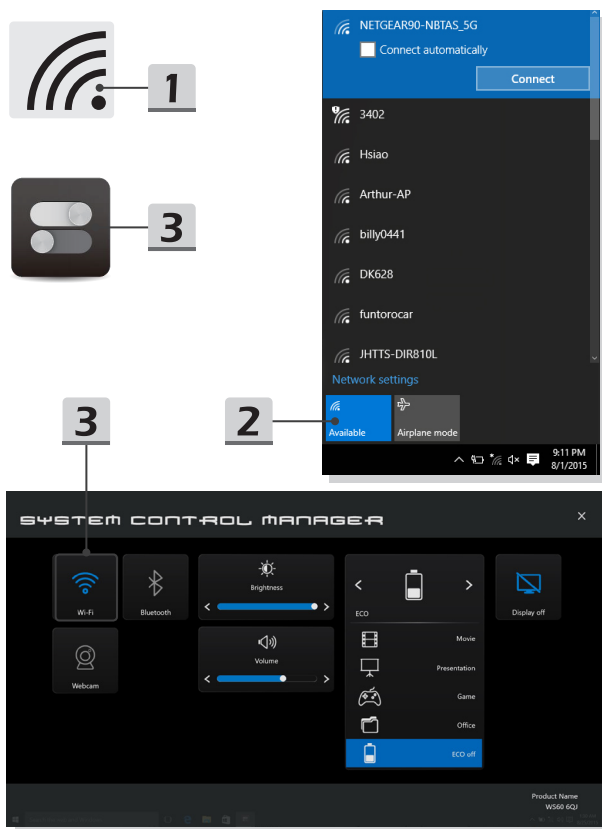 1
3
NETGEAR90-NBTAS_5G
Connect automatically
Connect
3402
Hsiao
Arthur-AP
billy0441
DK628
funtorocar
JHTTS-DIR810L
Network settings
3
2
Available
Airplane mode
9:11 PM
8/1/2015
SYSTEM CONTROL MANAGER
Wi-Fi
Bluetooth
Brightness
Volume
Webcam
ECO
Movie
Presentation
Game
Office
ECO off
Display off
Product Name
WS60 6QJ